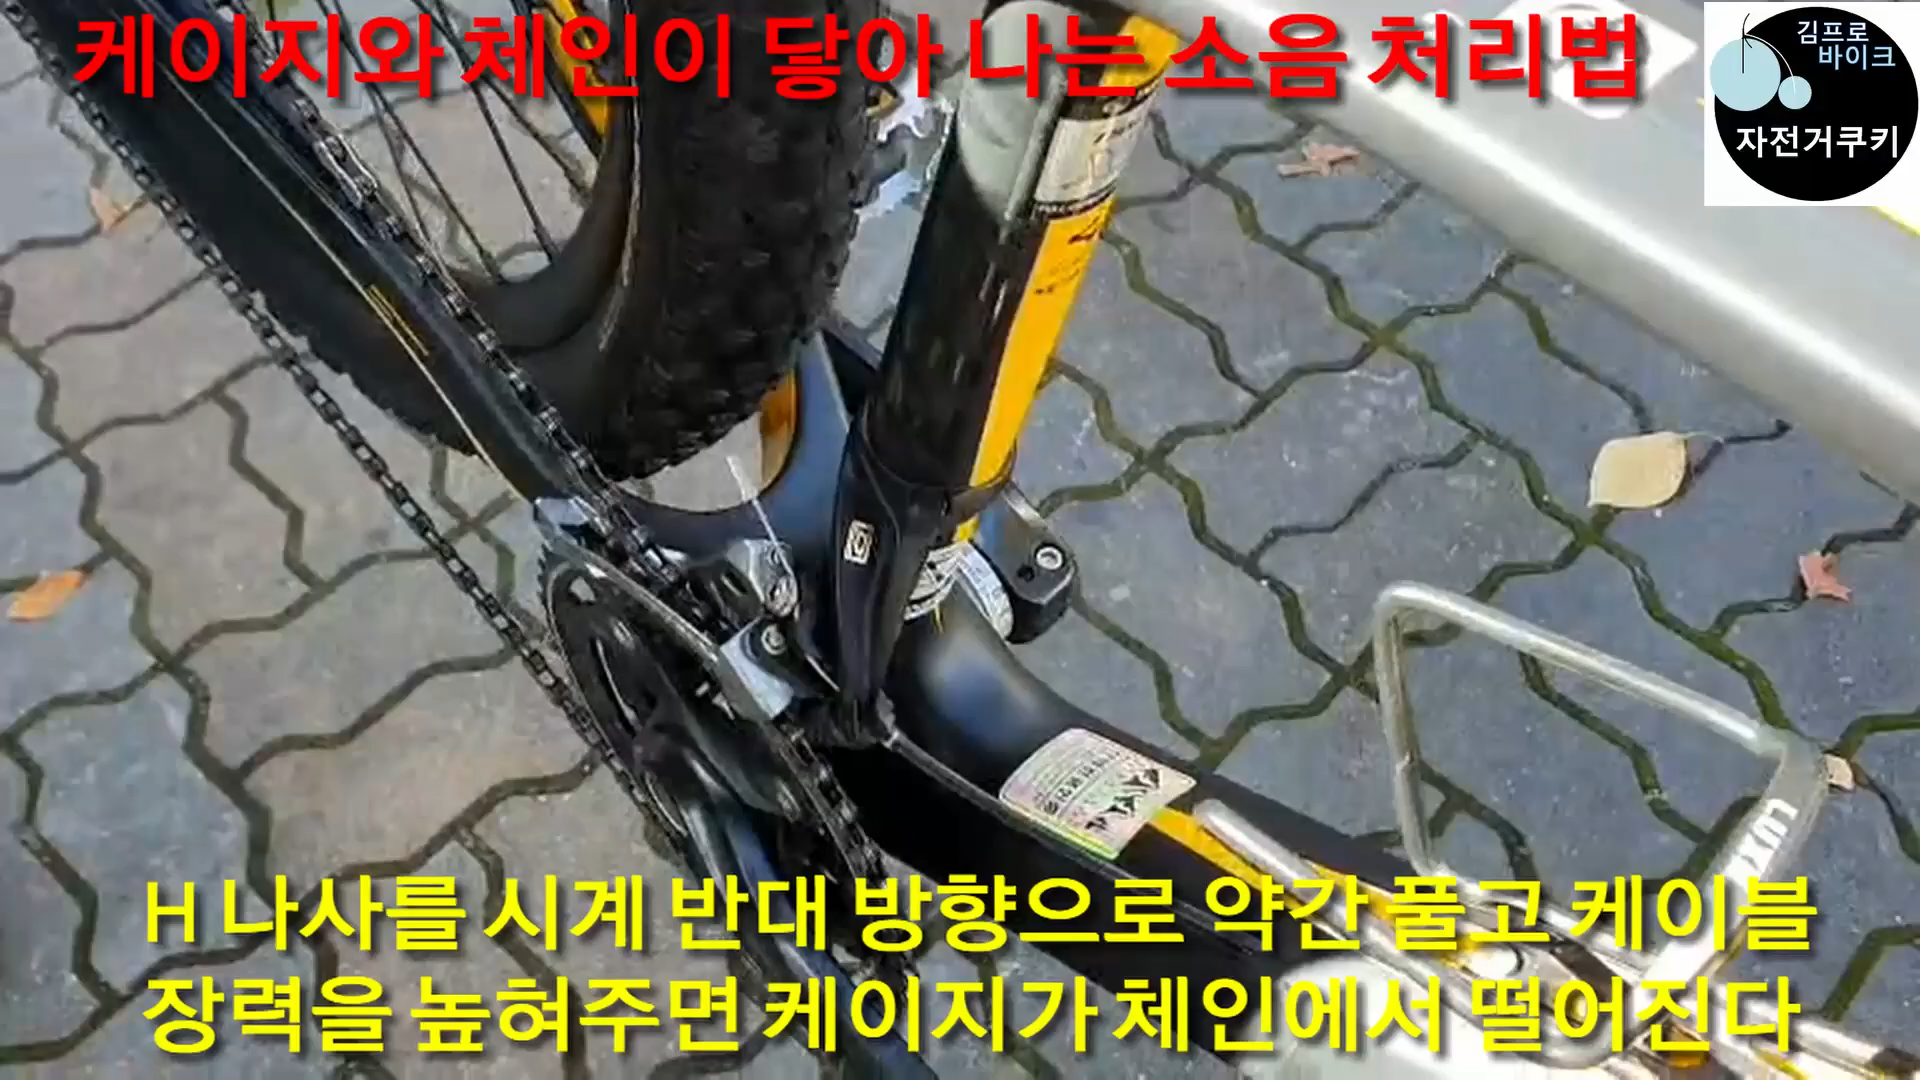 케이지와 체인이 닿아 나는 소음 처리법
김프로
바이크
자전거쿠키
LUXX
H 나사를 시계 반대 방향으로 약간 풀고 케이블
장력을 높혀주면 케이지가 체인에서 떨어진다